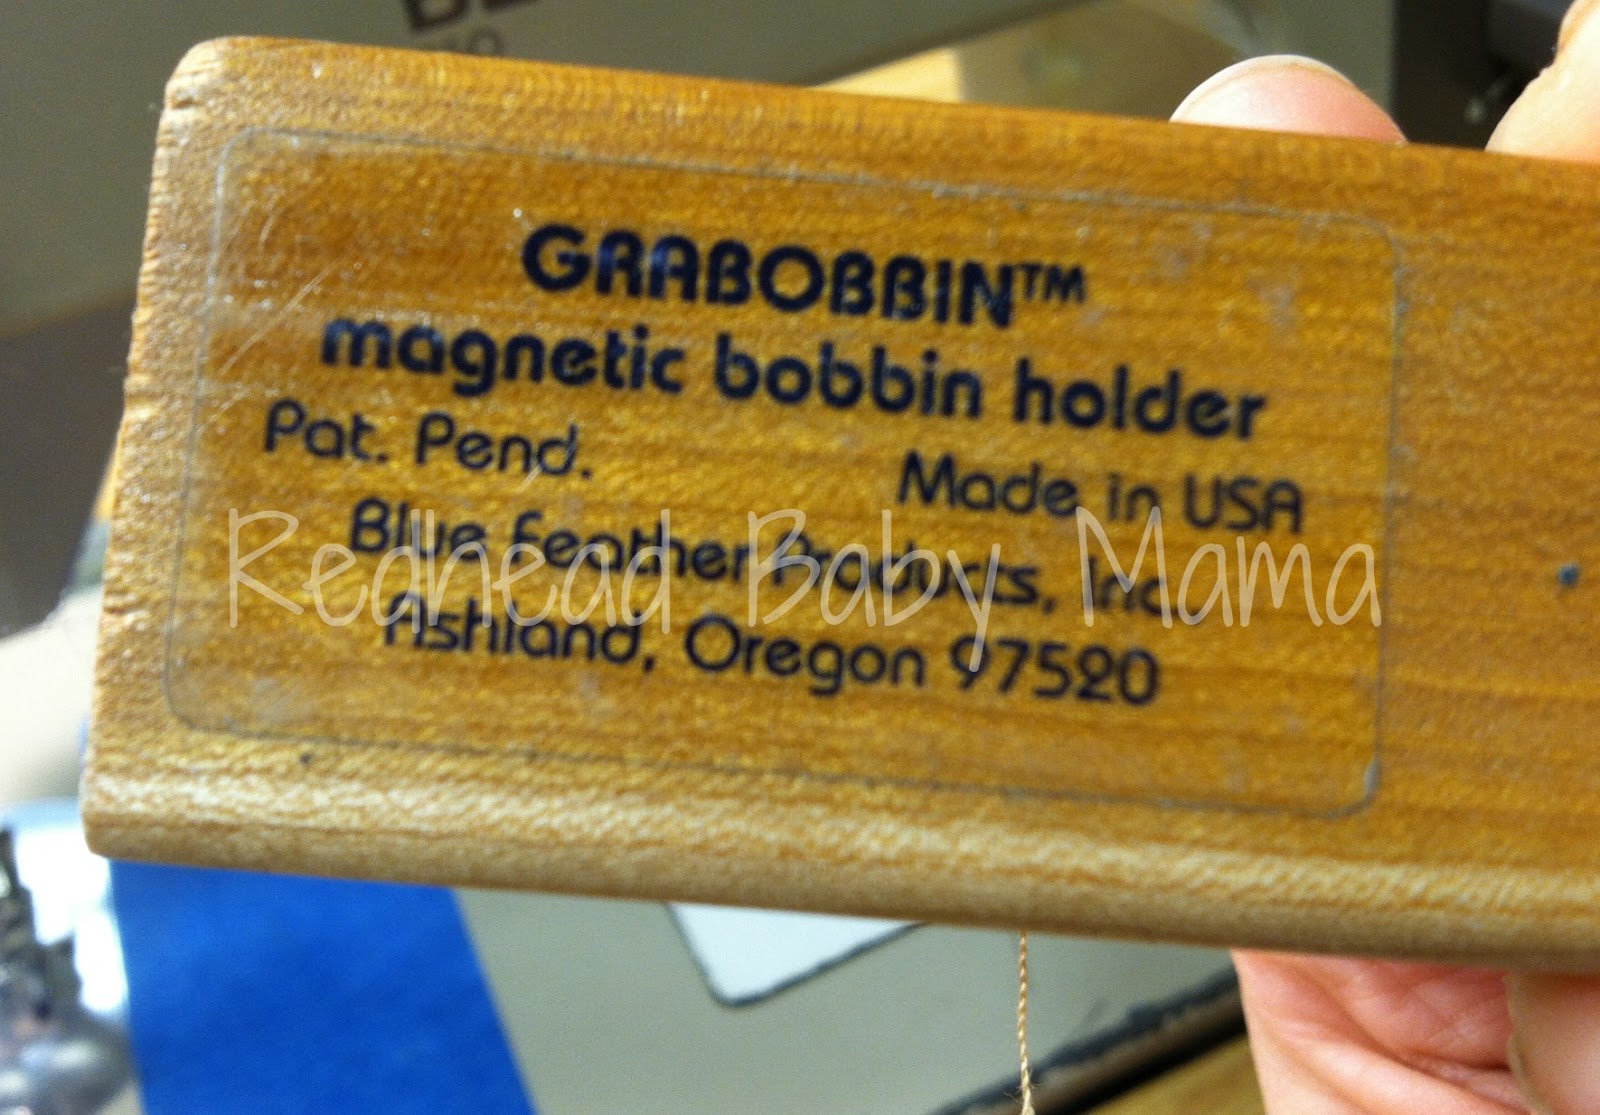 GRABOBBIN™
magnetic bobbin holder
Pat. Pend. Made in USA
Blue Feather Products, Inc.
Ashland, Oregon 97520
Redhead Baby Mama